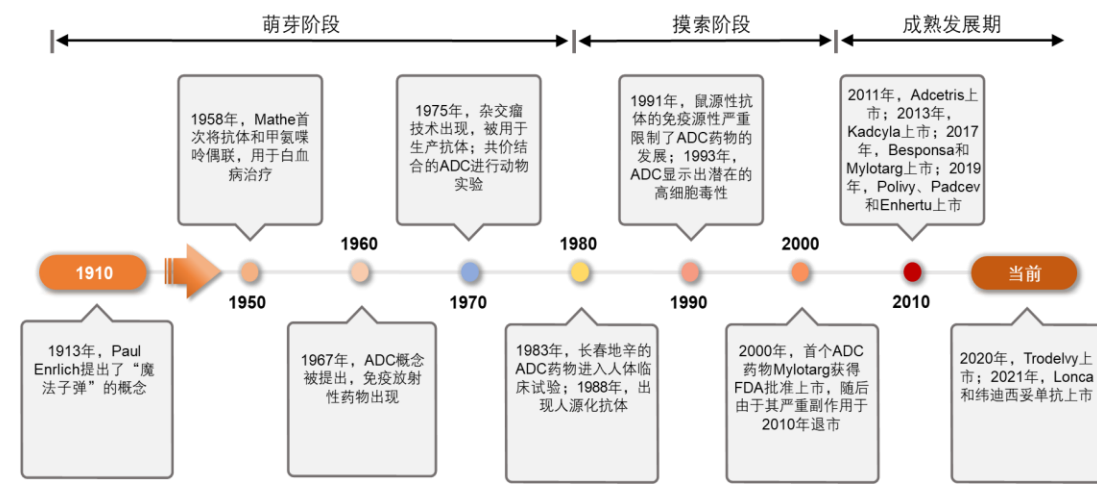 萌芽阶段
摸索阶段
成熟发展期
1958年，Mathe首
次将抗体和甲氨喋
呤偶联，用于白血
病治疗
1975年，杂交瘤
技术出现，被用于
生产抗体；共价结
合的ADC进行动物
实验
1991年，鼠源性抗
体的免疫源性严重
限制了ADC药物的
发展；1993年，
ADC显示出潜在的
高细胞毒性
2011年，Adcetris上
市；2013年，
Kadcyla上市；2017
年，Besponsa和
Mylotarg上市；2019
年，Polivy、Padcev
和Enhertu上市
1910
1950
1960
1970
1980
1990
2000
2010
当前
1913年，Paul
Enrlich提出了“魔
法子弹”的概念
1967年，ADC概念
被提出，免疫放射
性药物出现
1983年，长春地辛的
ADC药物进入人体临
床试验；1988年，出
现人源化抗体
2000年，首个ADC
药物Mylotarg获得
FDA批准上市，随后
由于其严重副作用于
2010年退市
2020年，Trodelvy上
市；2021年，Lonca
和纬迪西妥单抗上市